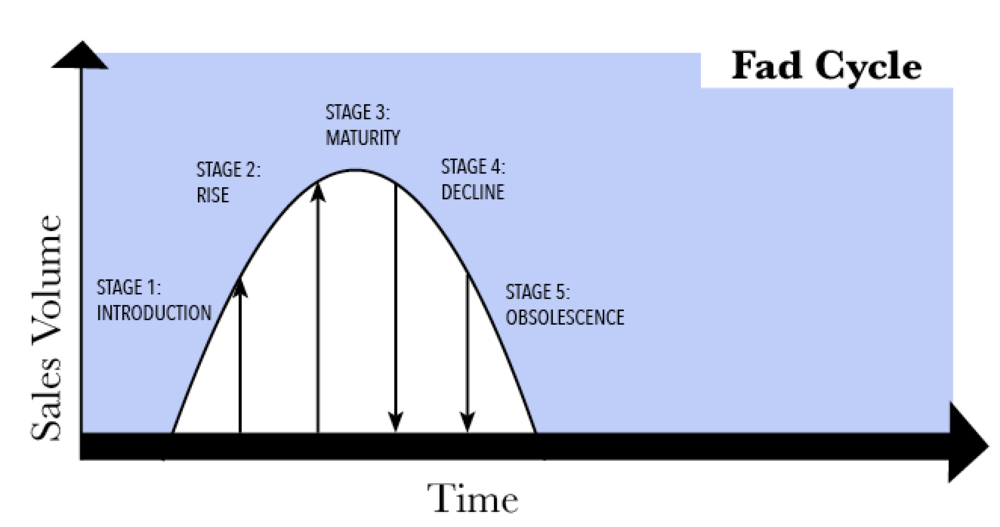 Fad Cycle
STAGE 3:
MATURITY
STAGE 2:
RISE
STAGE 4:
DECLINE
STAGE 1:
INTRODUCTION
STAGE 5:
OBSOLESCENCE
Sales Volume
Time